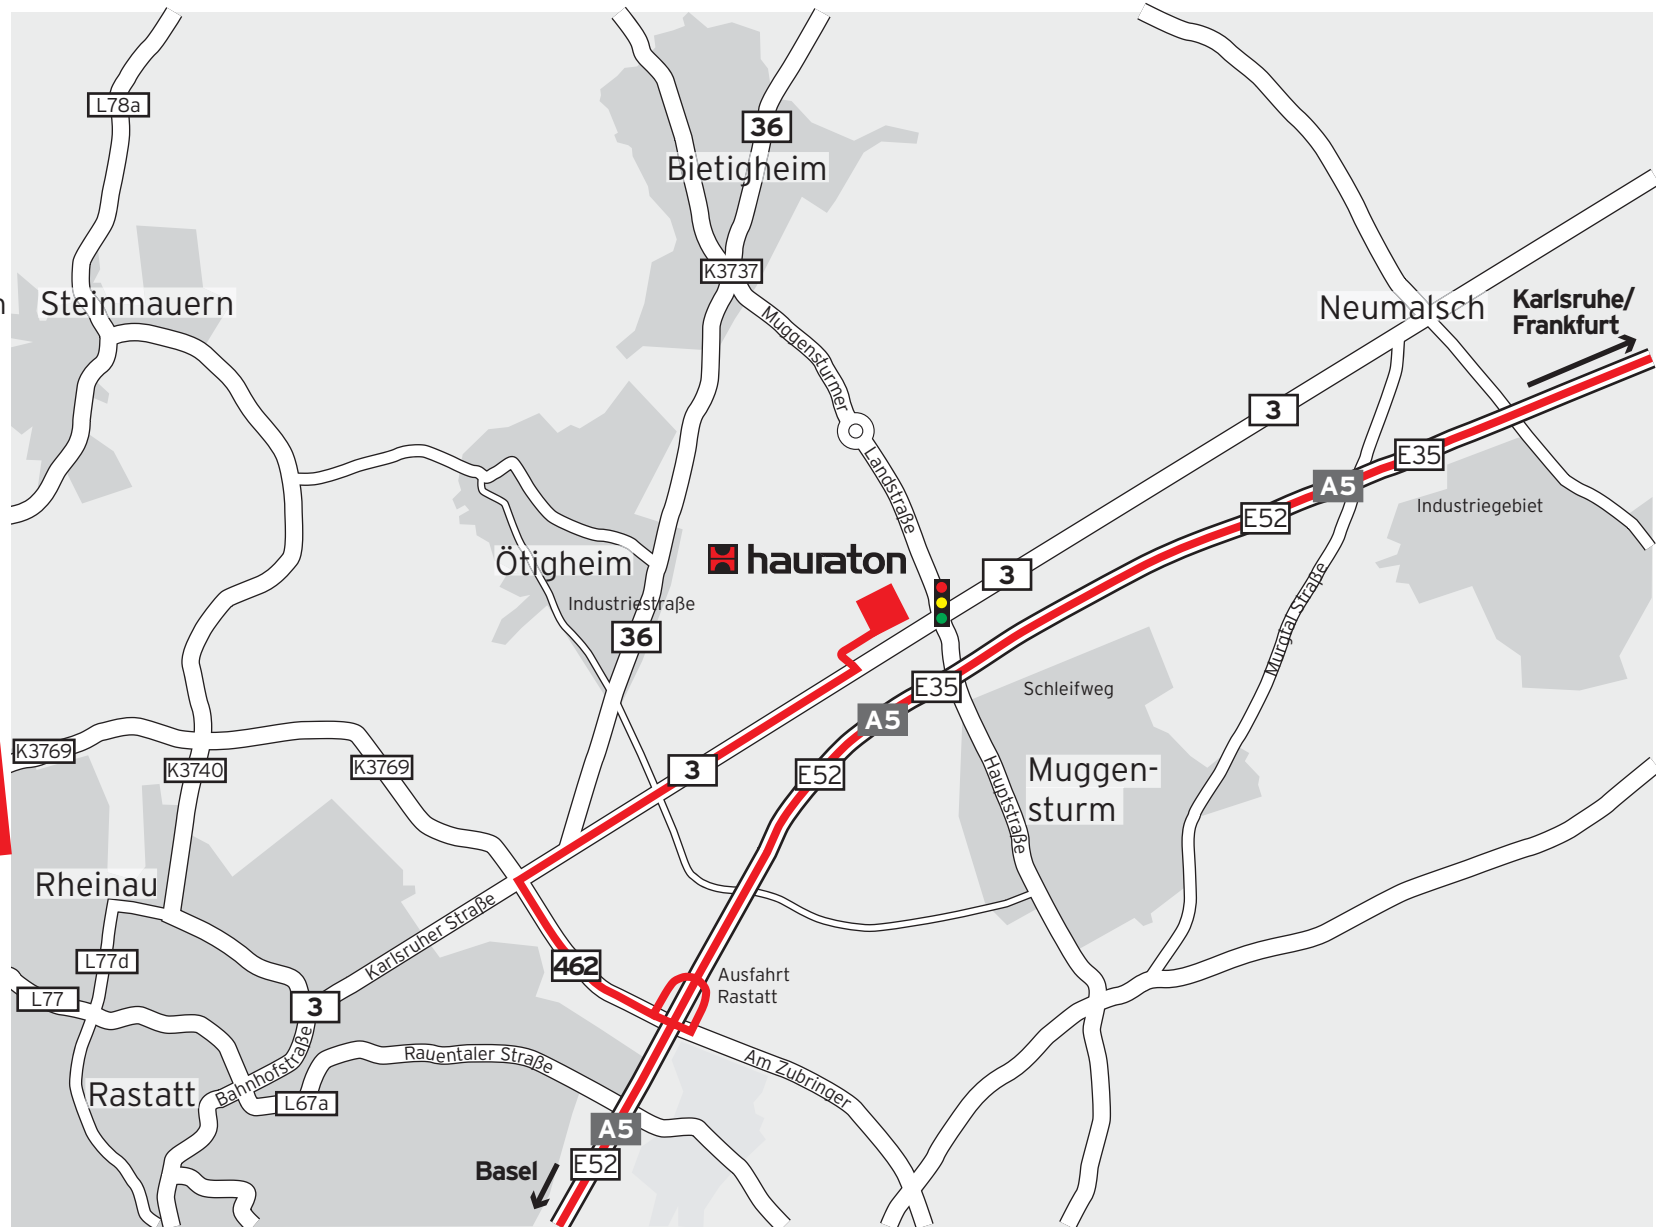 L78a
36
Bietigheim
K3737
n
Steinmauern
Neumalsch
Karlsruhe/
Frankfurt
Muggensturmer
Landstraße
3
E35
A5
E52
Industriegebiet
Ötigheim
hauraton
3
Industriestraße
36
Murgtal Straße
E35
Schleifweg
A5
K3769
K3740
K3769
3
E52
Muggen-
sturm
Hauptstraße
Rheinau
Karlsruher Straße
L77d
462
Ausfahrt
Rastatt
L77
3
Bahnhofstraße
Rauentaler Straße
Am Zubringer
Rastatt
L67a
A5
Basel
E52